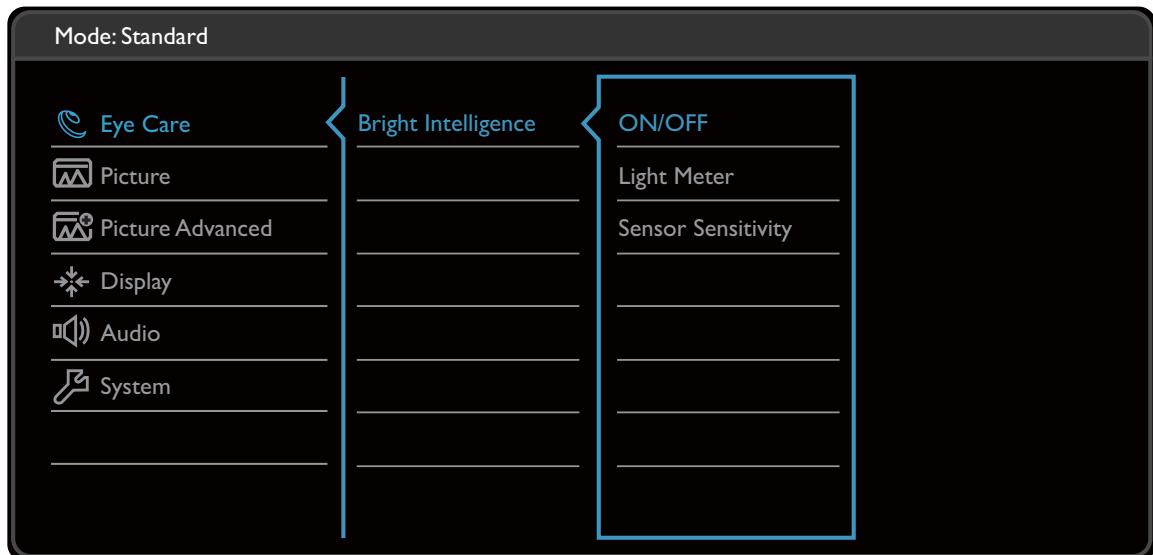 Mode: Standard
Eye Care
Bright Intelligence
ON/OFF
Picture
Light Meter
Picture Advanced
Sensor Sensitivity
Display
Audio
System